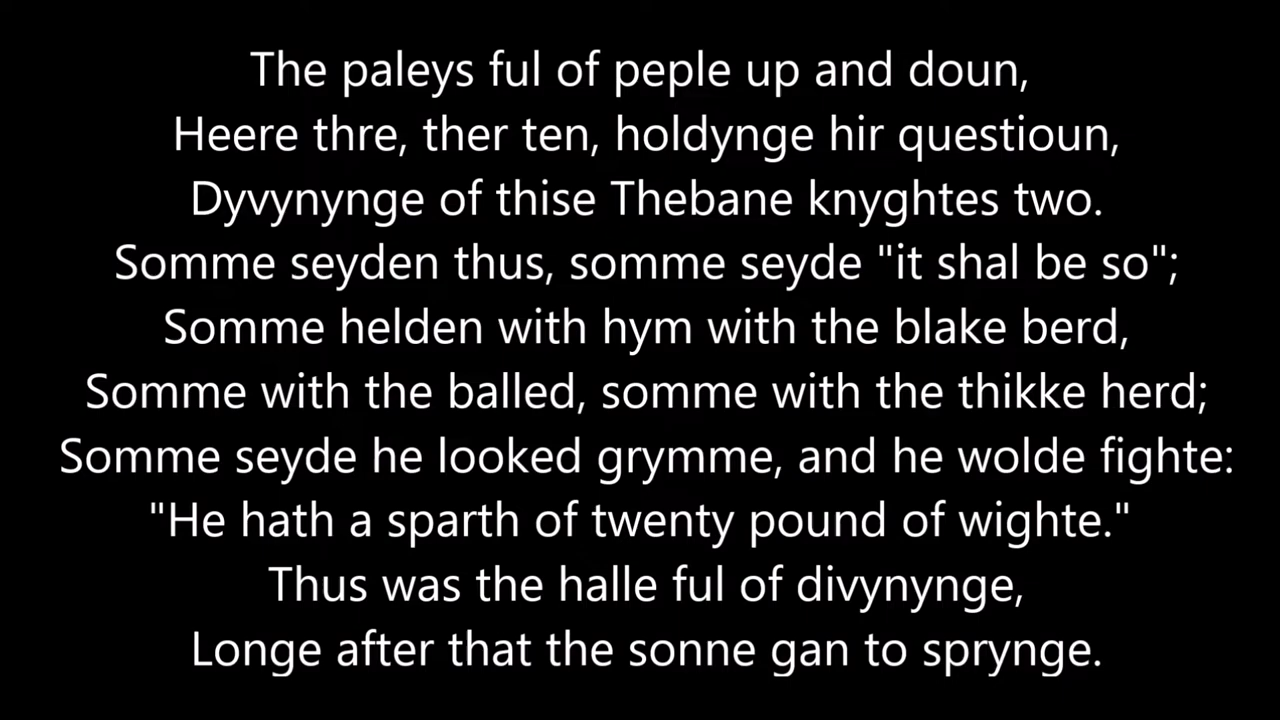 The paleys ful of peple up and doun,
Heere thre, ther ten, holdynge hir questioun,
Dyvynynge of thise Thebane knyghtes two.
Somme seyden thus, somme seyde "it shal be so";
Somme helden with hym with the blake berd,
Somme with the balled, somme with the thikke herd;
Somme seyde he looked grymme, and he wolde fighte:
"He hath a sparth of twenty pound of wighte."
Thus was the halle ful of divynynge,
Longe after that the sonne gan to sprynge.